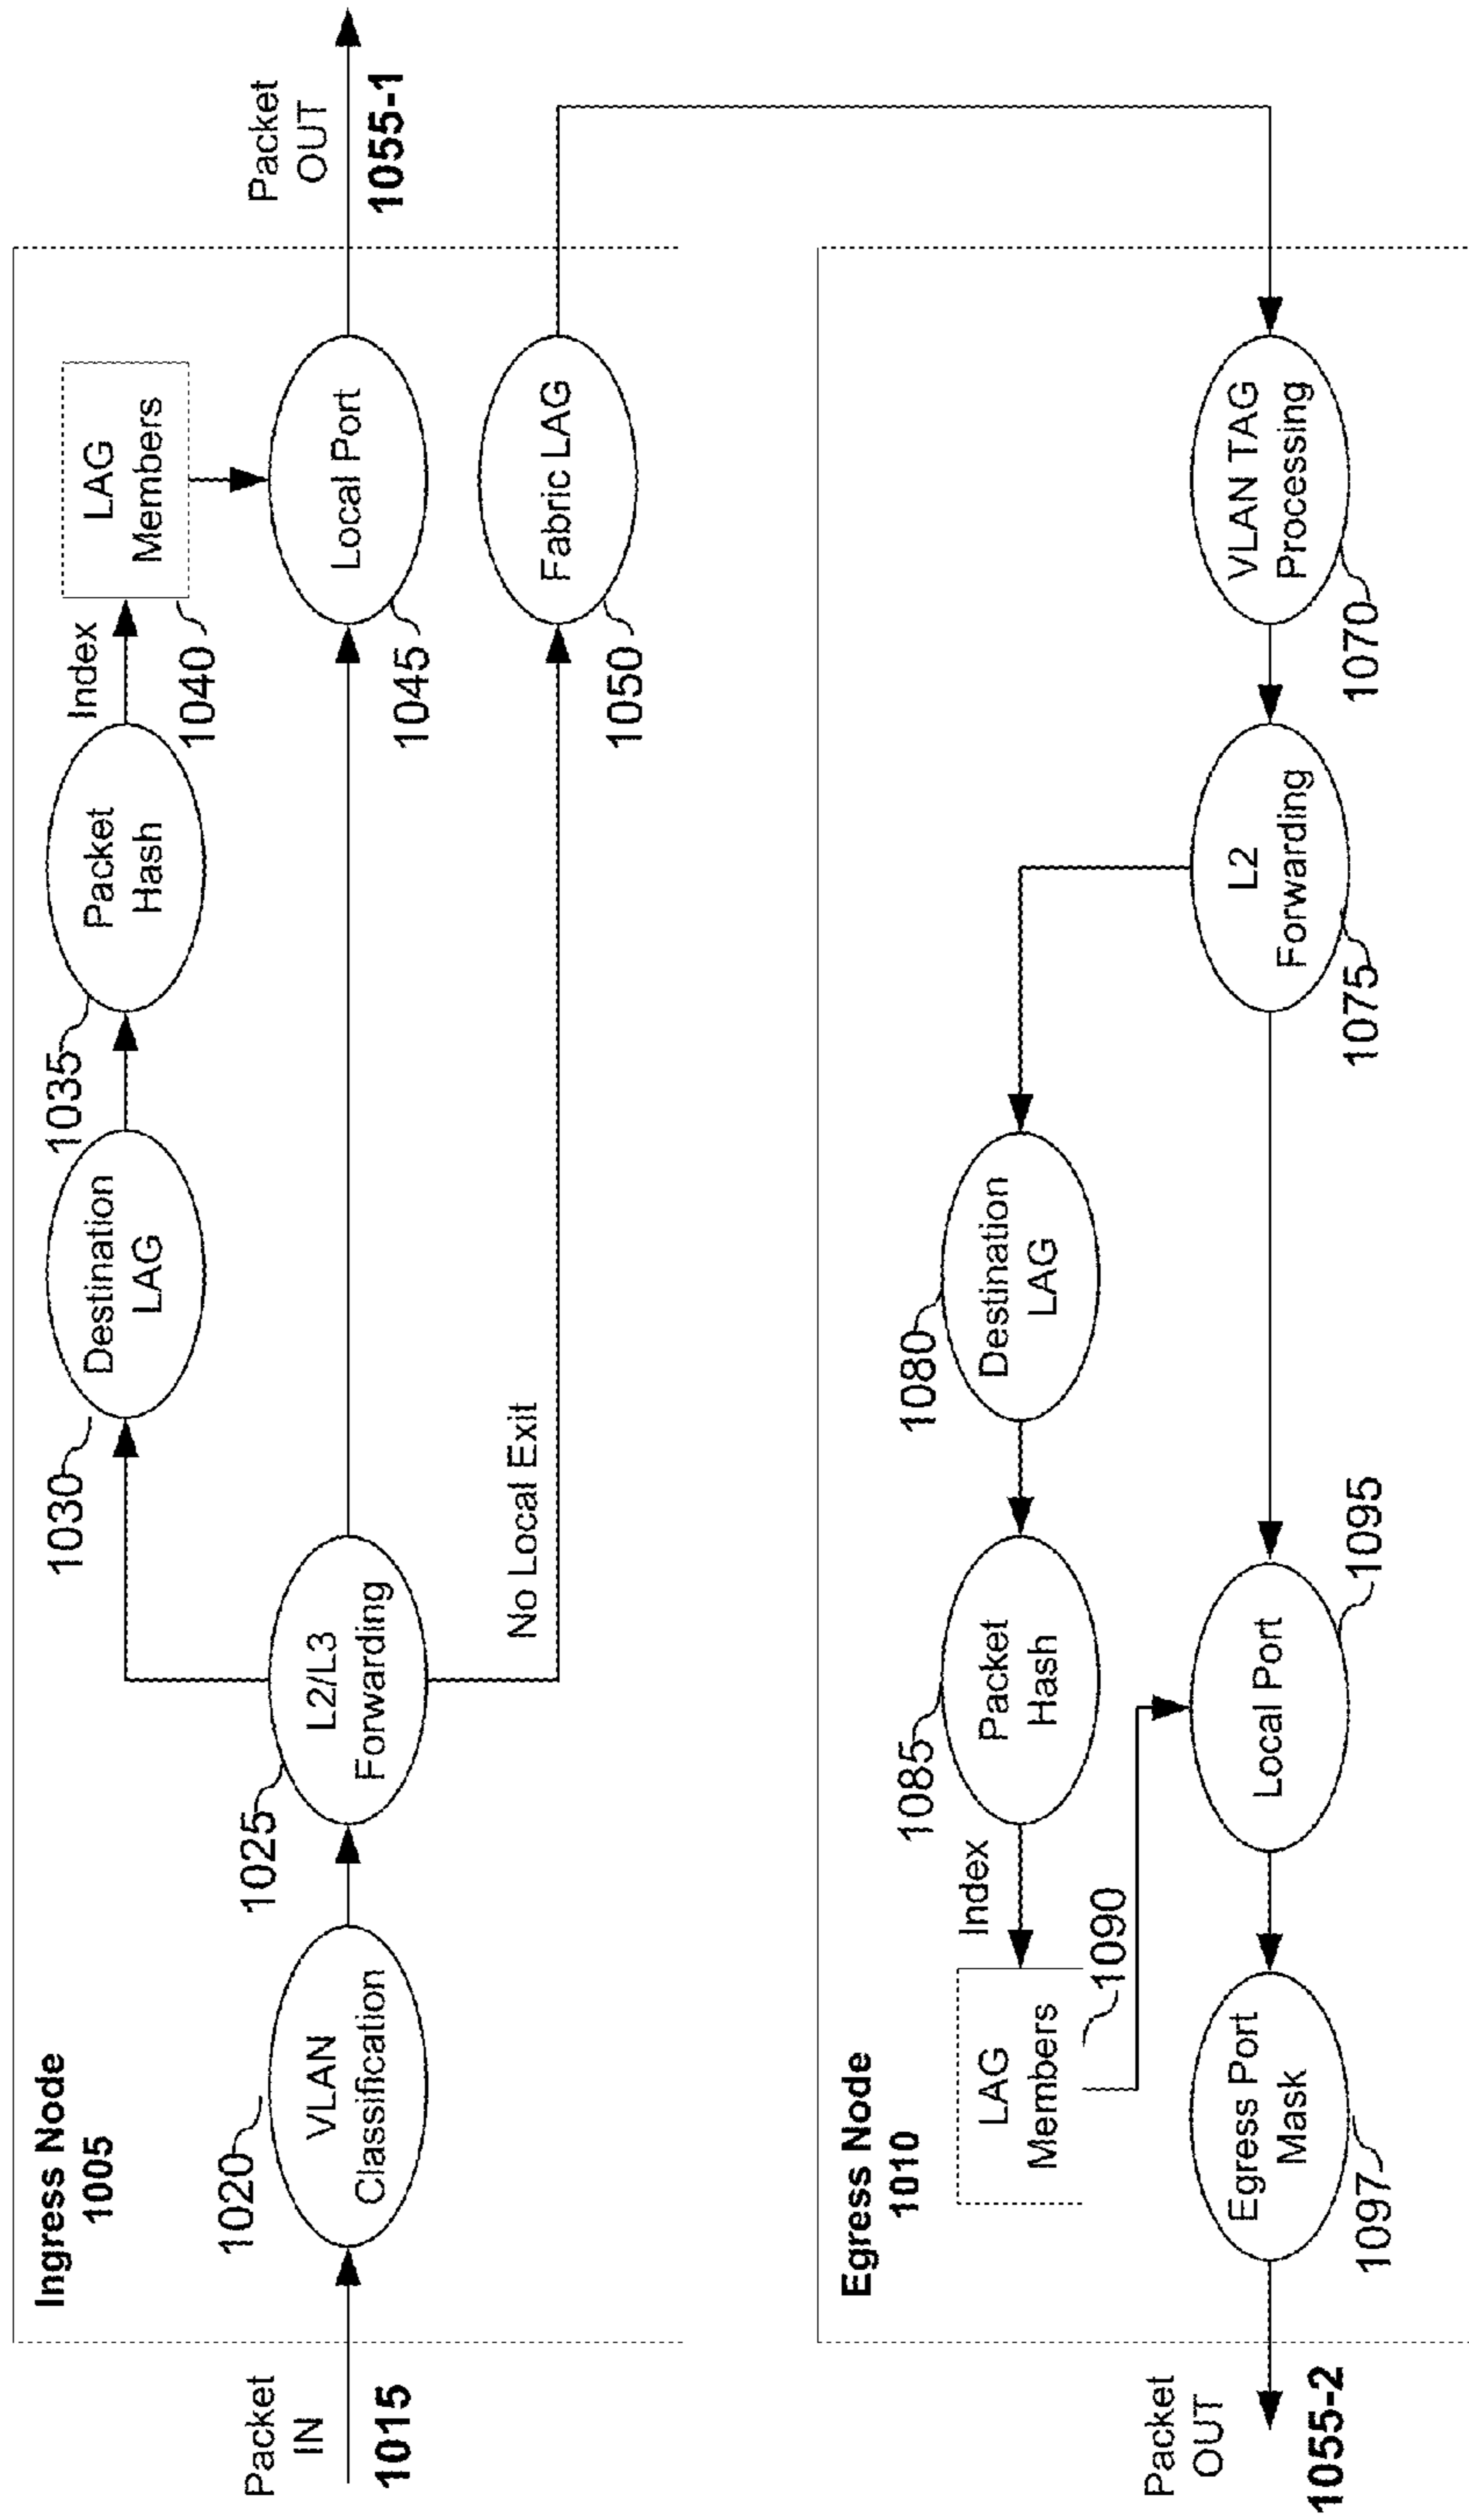 Ingress Node
1005
Packet
IN
1015
1020
VLAN
Classification
1025
L2/L3
Forwarding
1030
Destination
LAG
1035
Packet
Hash
Index
LAG
Members
1040
Local Port
1045
No Local Exit
Fabric LAG
1050
Packet
OUT
1055-1
Egress Node
1010
VLAN TAG
Processing
1070
L2
Forwarding
1075
1080
Destination
LAG
1085
Packet
Hash
Index
LAG
Members
1090
Local Port
1095
Egress Port
Mask
1097
Packet
OUT
1055-2